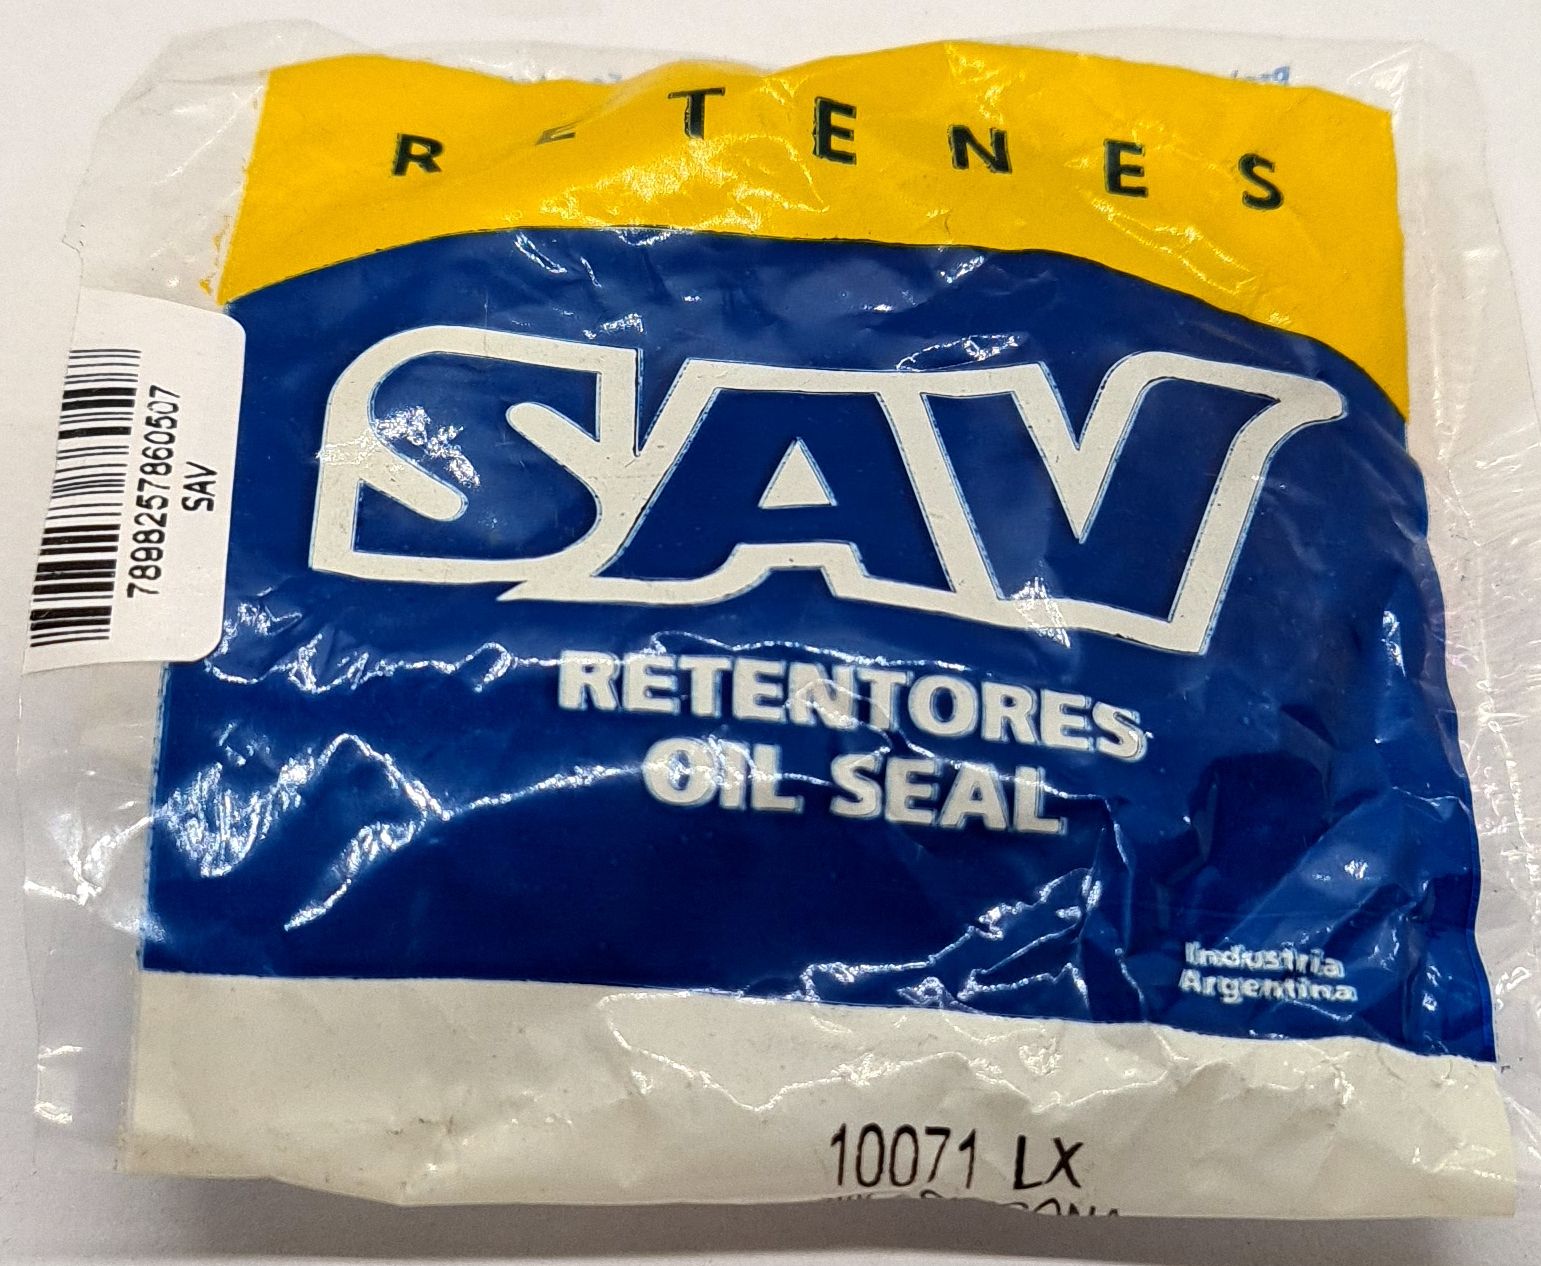 RETENES
SAV
RETENTORES
OIL SEAL
Industria
Argentina
10071 LX
7898257860507
SAV